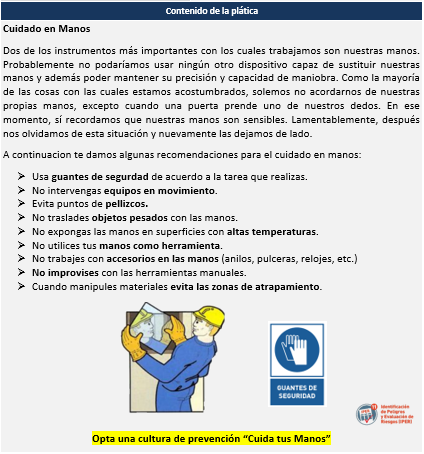 Contenido de la plática
Cuidado en Manos
Dos de los instrumentos más importantes con los cuales trabajamos son nuestras manos.
Probablemente no podaríamos usar ningún otro dispositivo capaz de sustituir nuestras
manos y además poder mantener su precisión y capacidad de maniobra. Como la mayoría
de las cosas con las cuales estamos acostumbrados, solemos no acordarnos de nuestras
propias manos, excepto cuando una puerta prende uno de nuestros dedos. En ese
momento, sí recordamos que nuestras manos son sensibles. Lamentablemente, después
nos olvidamos de esta situación y nuevamente las dejamos de lado.
A continuacion te damos algunas recomendaciones para el cuidado en manos:
➤ Usa guantes de segurdad de acuerdo a la tarea que realizas.
➤ No intervengas equipos en movimiento.
➤ Evita puntos de pellizcos.
➤ No traslades objetos pesados con las manos.
➤ No expongas las manos en superficies con altas temperaturas.
➤ No utilices tus manos como herramienta.
➤ No trabajes con accesorios en las manos (anilos, pulceras, relojes, etc.)
➤ No improvises con las herramientas manuales.
➤ Cuando manipules materiales evita las zonas de atrapamiento.
GUANTES DE
SEGURIDAD
Identificación
de Peligros
y Evaluación de
Riesgos (IPER)
Opta una cultura de prevención “Cuida tus Manos”